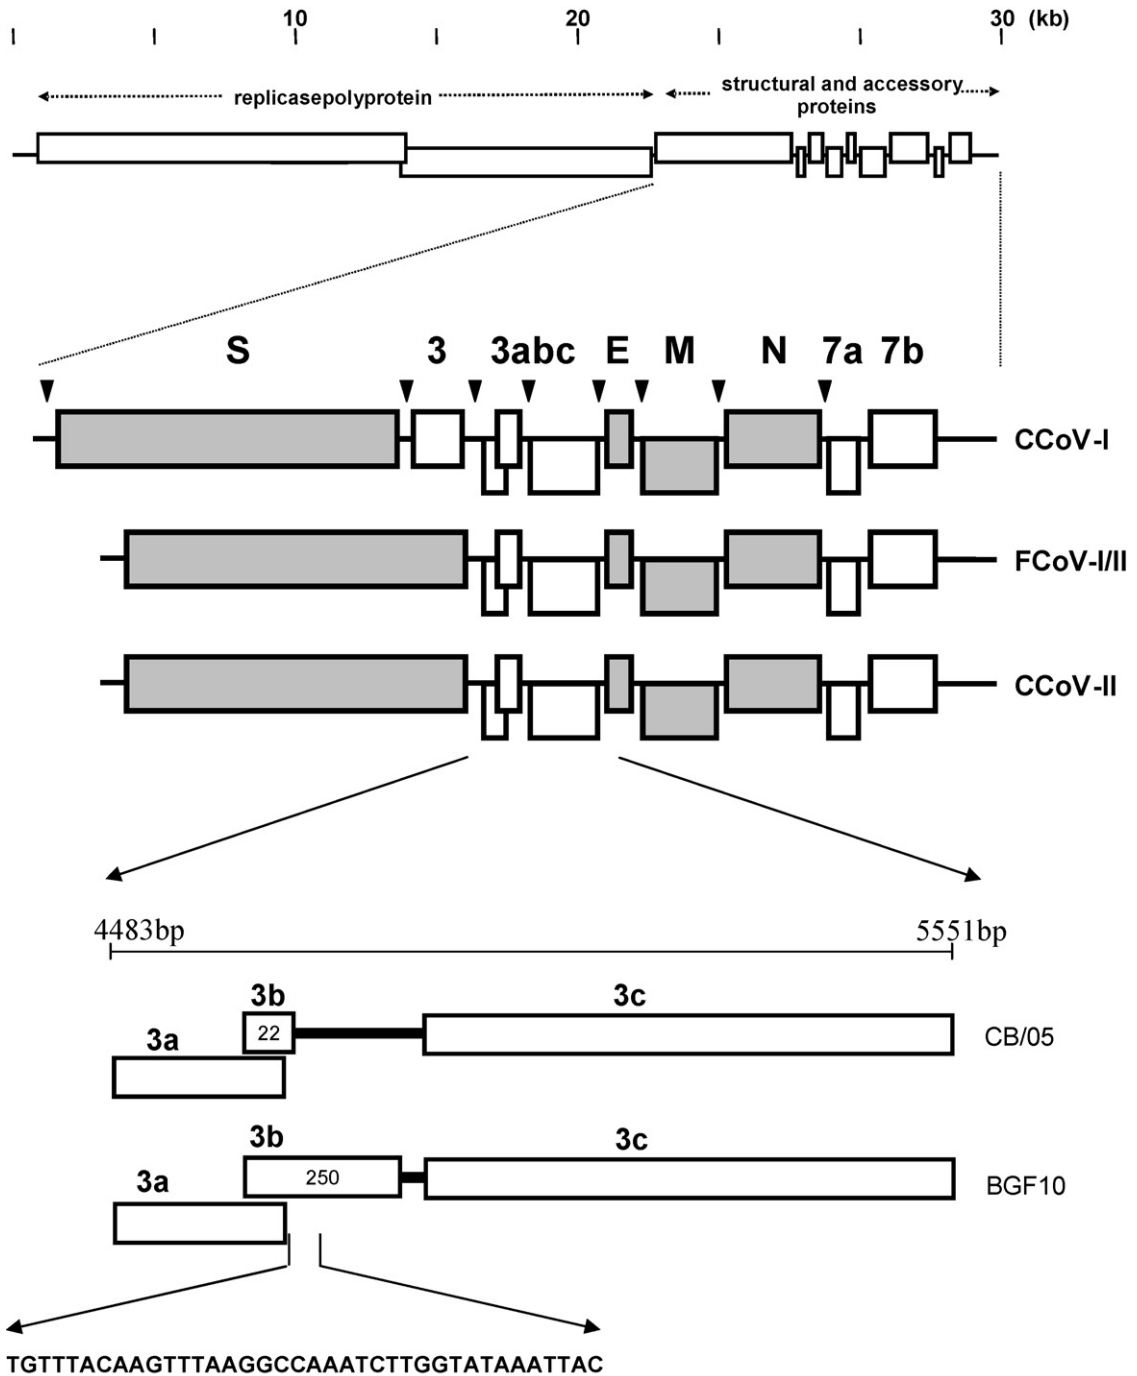 10 20 30 (kb)
replicasepolyprotein
structural and accessory
proteins
S 3 3abc E M N 7a 7b
CCoV-I
FCoV-I/II
CCoV-II
4483bp 5551bp
3b 3c
22
3a
CB/05
3b 3c
250
3a
BGF10
TGTTTACAAGTTTAAGGCCAAATCTTGGTATAAATTAC